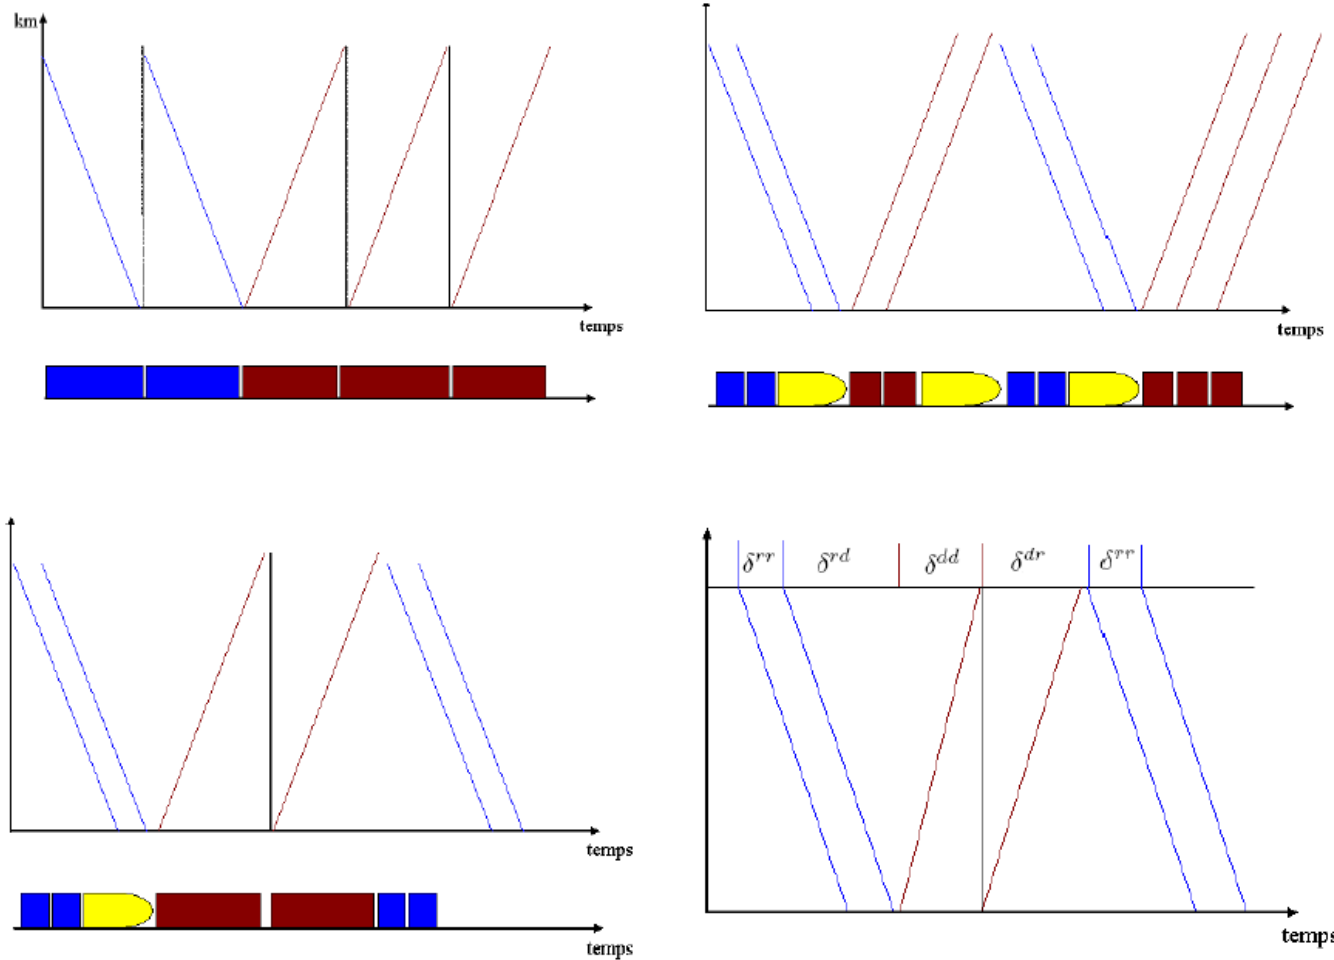 km
temps
temps
δ^{rr} δ^{rd} δ^{dd} δ^{dr} δ^{rr}
temps
temps
temps